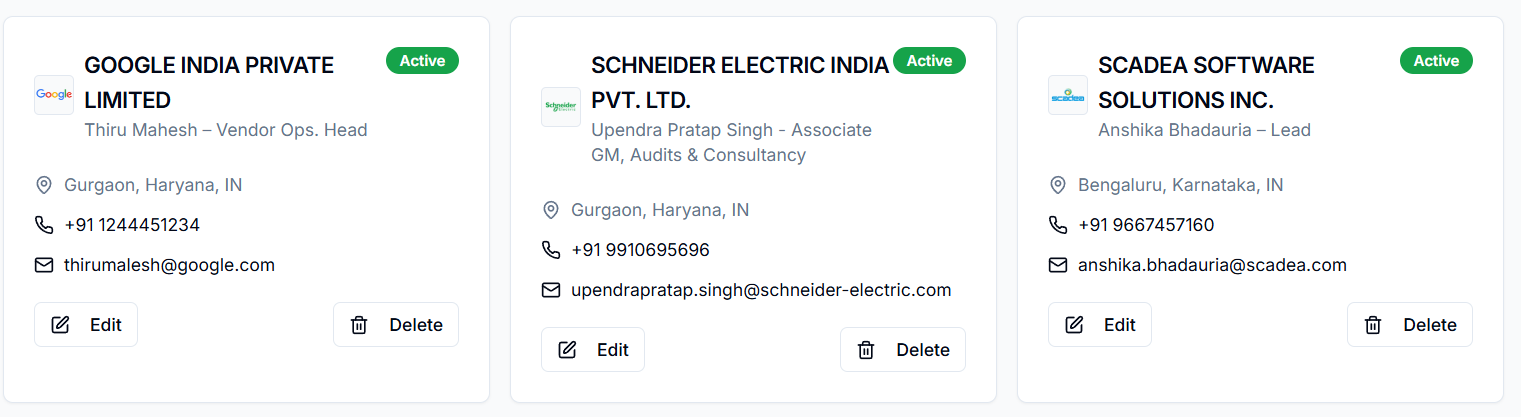 Google
GOOGLE INDIA PRIVATE
LIMITED
Active
Thiru Mahesh – Vendor Ops. Head
Gurgaon, Haryana, IN
+91 1244451234
thirumalesh@google.com
Edit
Delete
Schneider
Electric
SCHNEIDER ELECTRIC INDIA
PVT. LTD.
Active
Upendra Pratap Singh - Associate
GM, Audits & Consultancy
Gurgaon, Haryana, IN
+91 9910695696
upendrapratap.singh@schneider-electric.com
Edit
Delete
scadea
SCADEA SOFTWARE
SOLUTIONS INC.
Active
Anshika Bhadauria – Lead
Bengaluru, Karnataka, IN
+91 9667457160
anshika.bhadauria@scadea.com
Edit
Delete